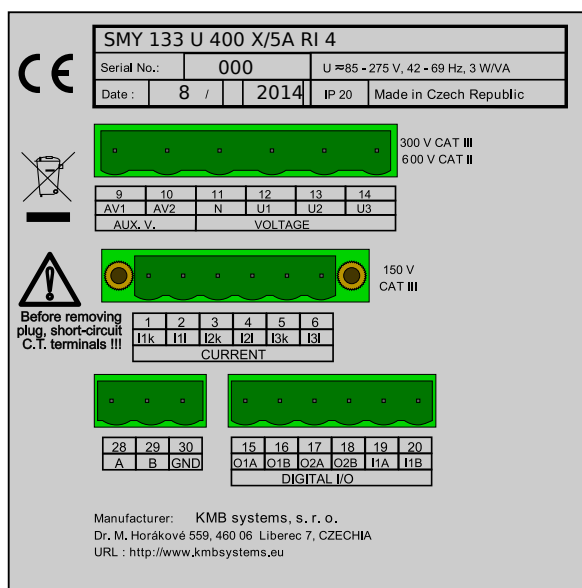 SMY 133 U 400 X/5A RI 4
CE
Serial No.: 000 U ≂85 - 275 V, 42 - 69 Hz, 3 W/VA
Date : 8 / 2014 IP 20 Made in Czech Republic
300 V CAT III
600 V CAT II
9 10 11 12 13 14
AV1 AV2 N U1 U2 U3
AUX. V. VOLTAGE
150 V
CAT III
Before removing
plug, short-circuit
C.T. terminals !!!
1 2 3 4 5 6
I1k I1l I2k I2l I3k I3l
CURRENT
28 29 30
A B GND
15 16 17 18 19 20
O1A O1B O2A O2B I1A I1B
DIGITAL I/O
Manufacturer: KMB systems, s. r. o.
Dr. M. Horákové 559, 460 06 Liberec 7, CZECHIA
URL : http://www.kmbsystems.eu